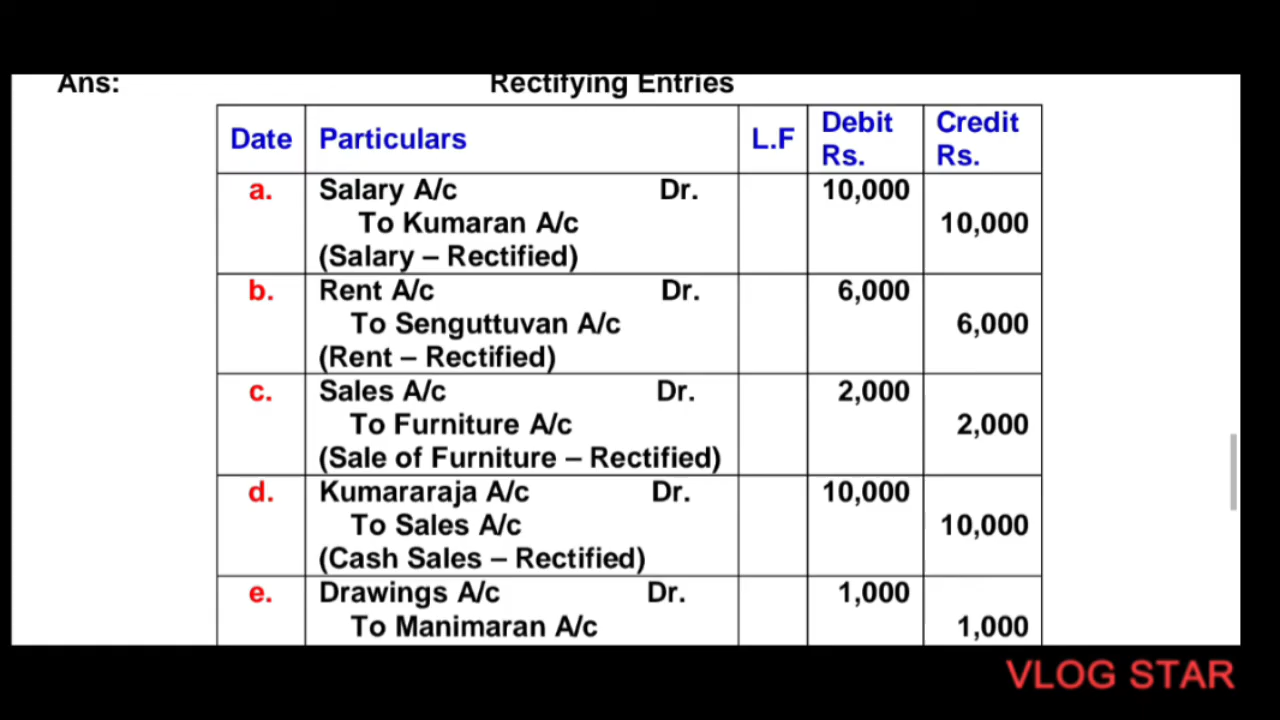 Ans: Rectifying Entries
Date Particulars L.F Debit Rs. Credit Rs.
a. Salary A/c Dr. 10,000
To Kumaran A/c 10,000
(Salary – Rectified)
b. Rent A/c Dr. 6,000
To Senguttuvan A/c 6,000
(Rent – Rectified)
c. Sales A/c Dr. 2,000
To Furniture A/c 2,000
(Sale of Furniture – Rectified)
d. Kumararaja A/c Dr. 10,000
To Sales A/c 10,000
(Cash Sales – Rectified)
e. Drawings A/c Dr. 1,000
To Manimaran A/c 1,000
VLOG STAR